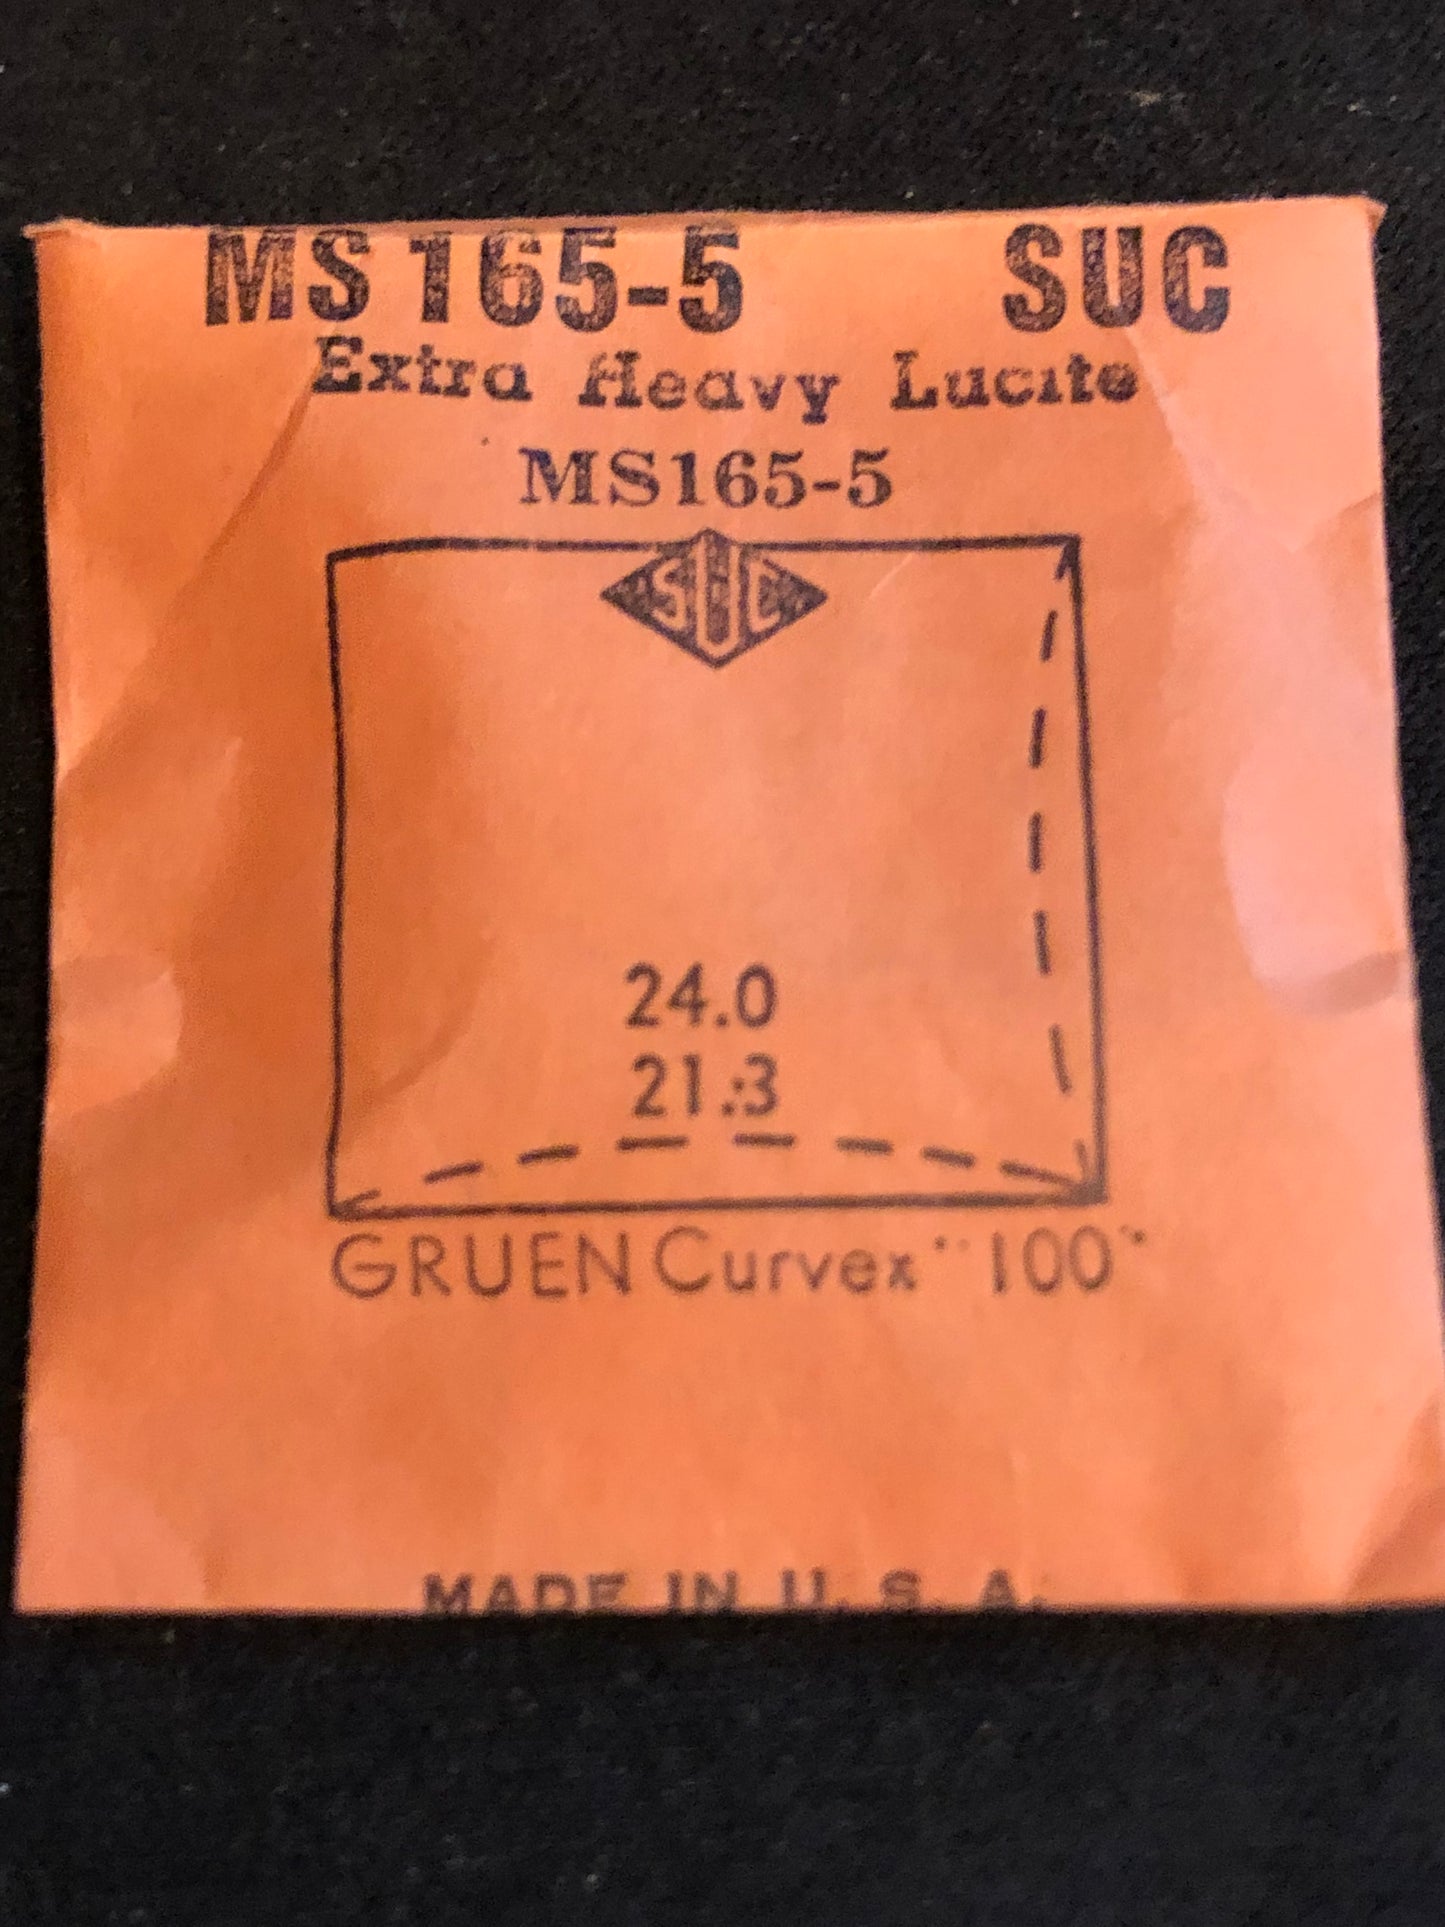 MS 165-5 SUC
Extra Heavy Lucite
MS165-5
SUC
24.0
21.3
GRUEN Curvex "100"
MADE IN U. S. A.